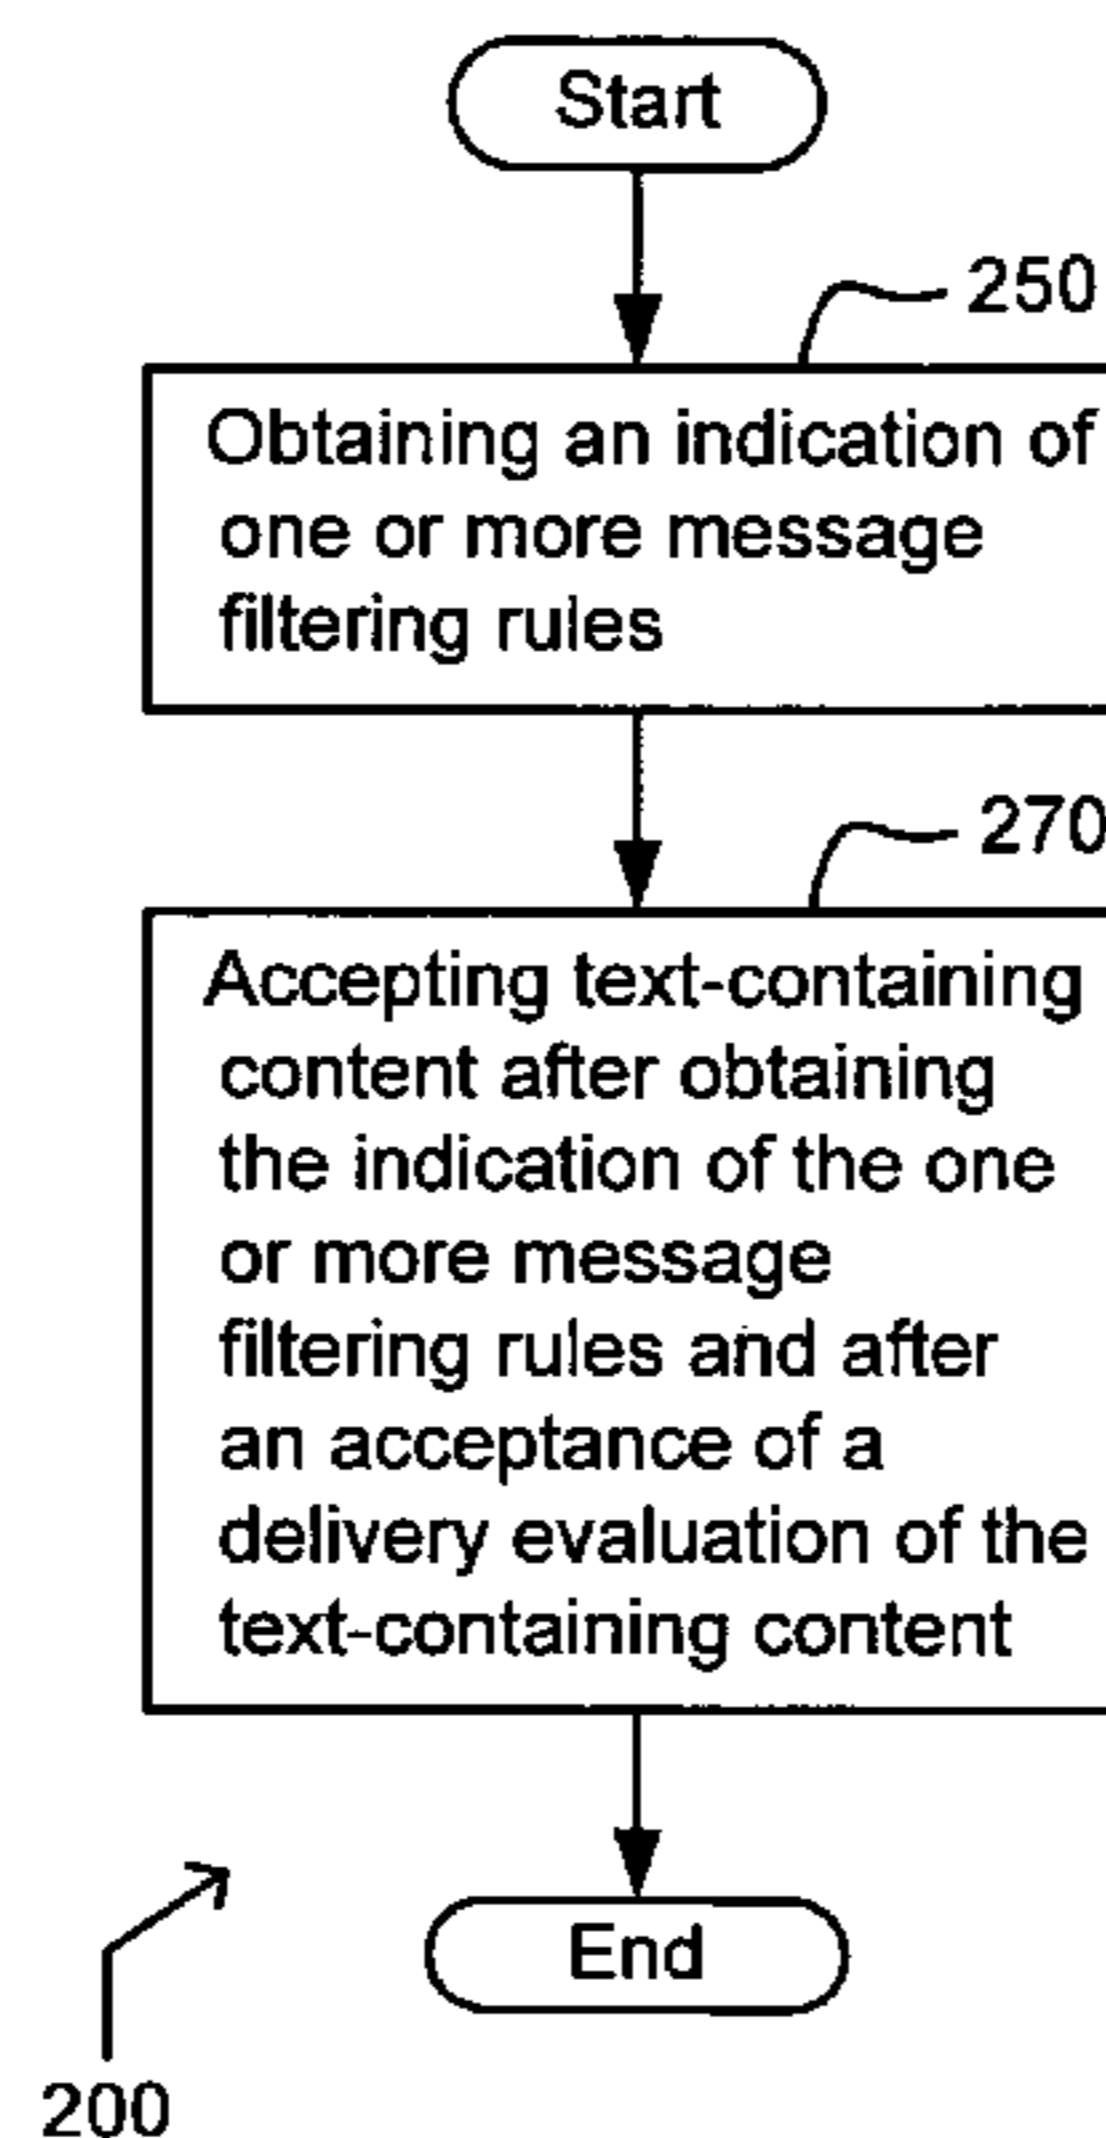 Start
250
Obtaining an indication of
one or more message
filtering rules
270
Accepting text-containing
content after obtaining
the indication of the one
or more message
filtering rules and after
an acceptance of a
delivery evaluation of the
text-containing content
End
200